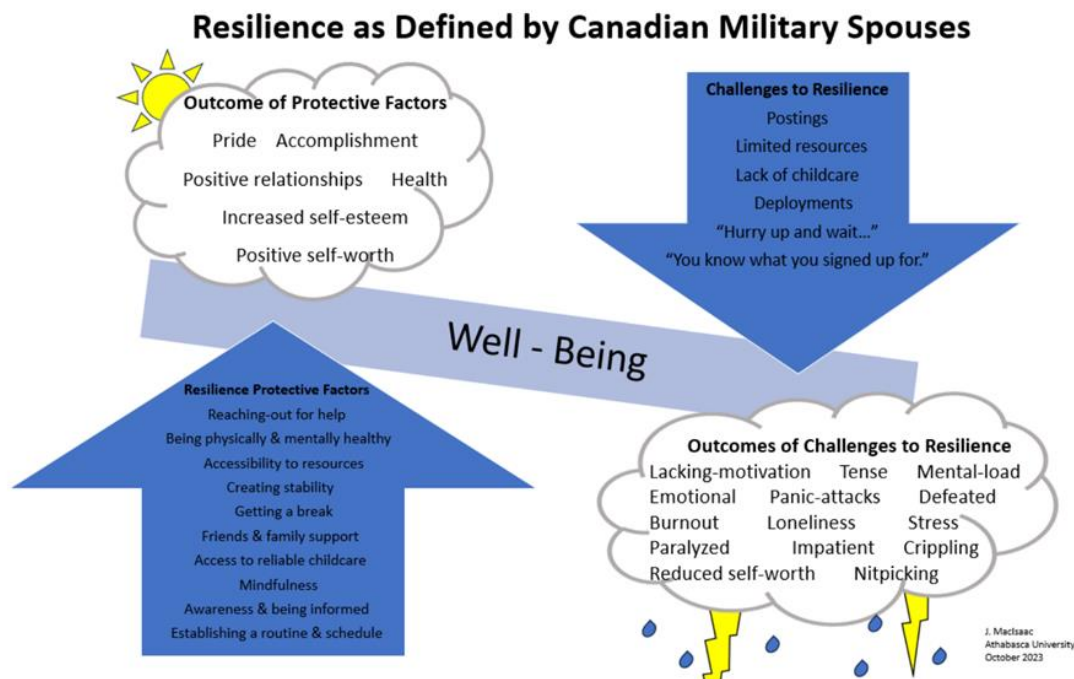 Resilience as Defined by Canadian Military Spouses
Outcome of Protective Factors
Pride Accomplishment
Positive relationships Health
Increased self-esteem
Positive self-worth
Challenges to Resilience
Postings
Limited resources
Lack of childcare
Deployments
“Hurry up and wait...”
“You know what you signed up for.”
Well - Being
Resilience Protective Factors
Reaching-out for help
Being physically & mentally healthy
Accessibility to resources
Creating stability
Getting a break
Friends & family support
Access to reliable childcare
Mindfulness
Awareness & being informed
Establishing a routine & schedule
Outcomes of Challenges to Resilience
Lacking-motivation Tense Mental-load
Emotional Panic-attacks Defeated
Burnout Loneliness Stress
Paralyzed Impatient Crippling
Reduced self-worth Nitpicking
J. MacIsaac
Athabasca University
October 2023